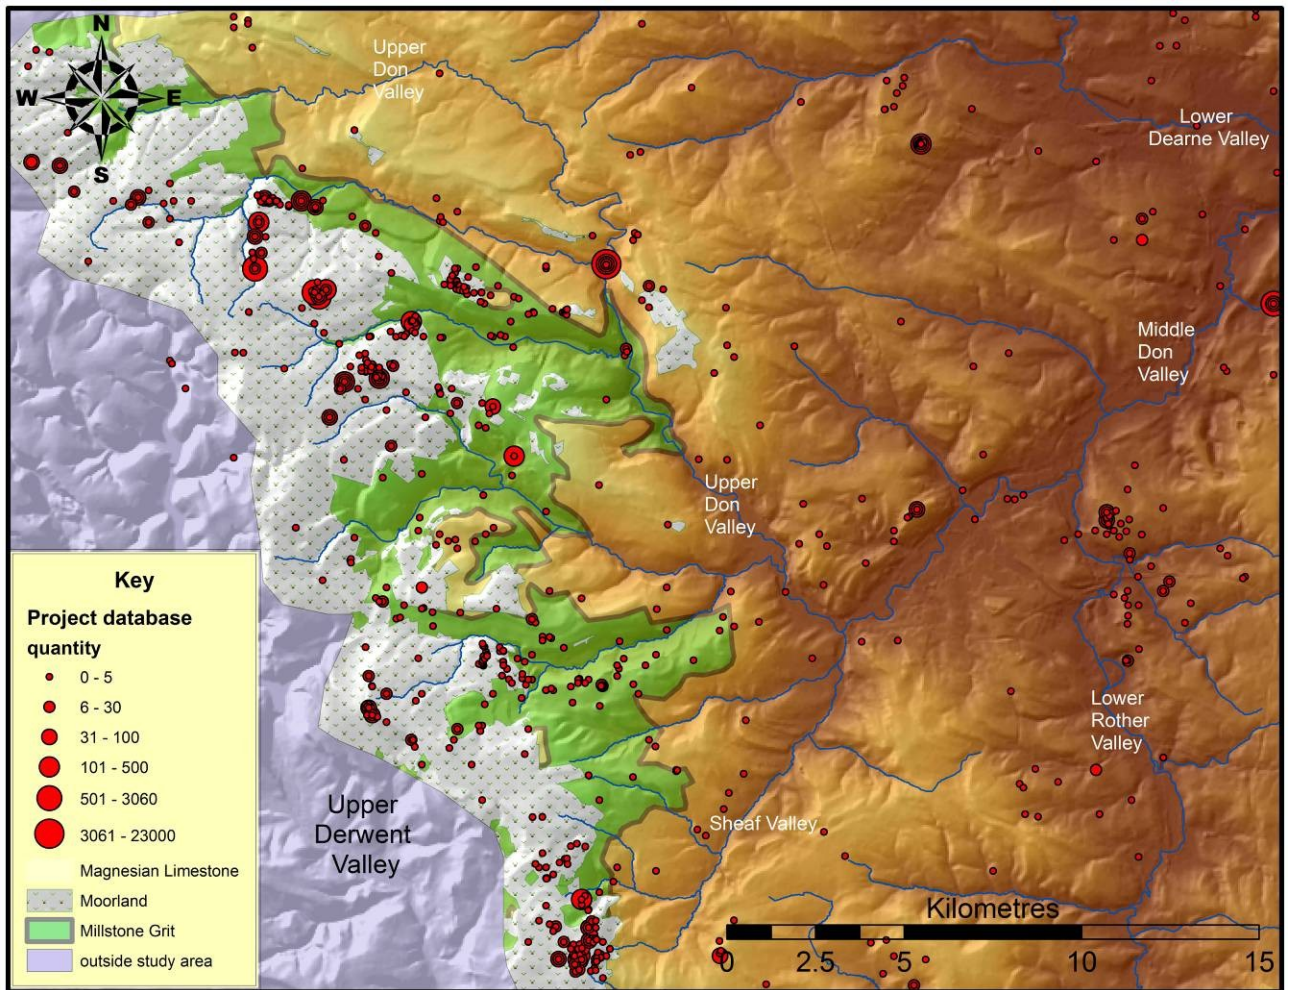 N
W
E
S
Upper
Don
Valley
Lower
Dearne Valley
Middle
Don
Valley
Upper
Don
Valley
Lower
Rother
Valley
Upper
Derwent
Valley
Sheaf Valley
Kilometres
0 2.5 5 10 15
Key
Project database
quantity
0 - 5
6 - 30
31 - 100
101 - 500
501 - 3060
3061 - 23000
Magnesian Limestone
Moorland
Millstone Grit
outside study area